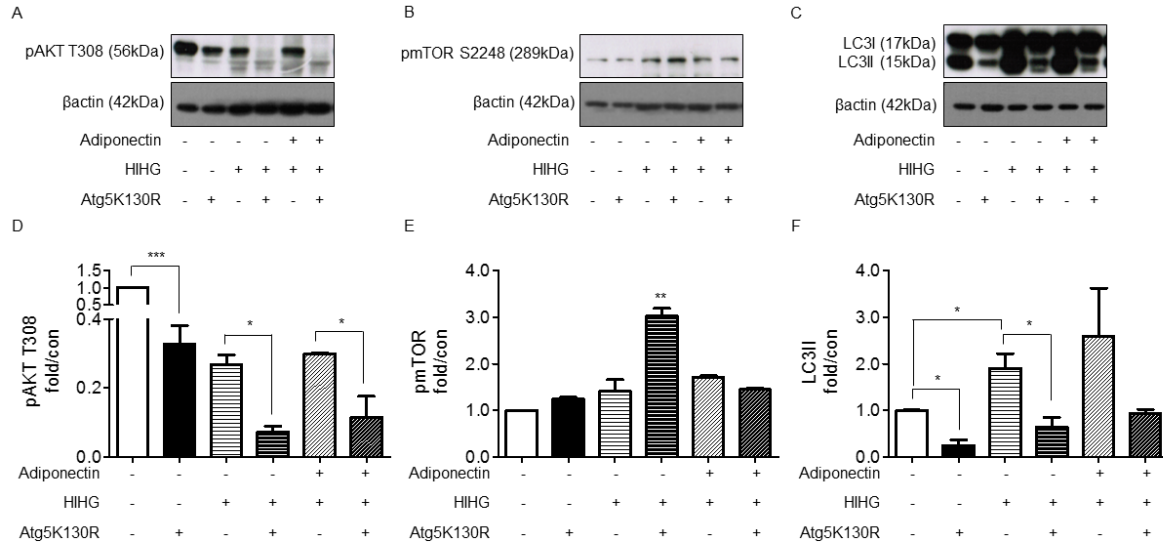 A
pAKT T308 (56kDa)
βactin (42kDa)
Adiponectin - - - - + +
HIHG - - + + + +
Atg5K130R - + - + - +
B
pmTOR S2248 (289kDa)
βactin (42kDa)
- - - - + +
- - + + + +
- + - + - +
C
LC3I (17kDa)
LC3II (15kDa)
βactin (42kDa)
Adiponectin - - - - + +
HIHG - - + + + +
Atg5K130R - + - + - +
D
pAKT T308
fold/con
1.5
1.0
0.5
0.4
0.2
0.0
***
*
*
Adiponectin - - - - + +
HIHG - - + + + +
Atg5K130R - + - + - +
E
pmTOR
fold/con
4.0
3.0
2.0
1.0
0.0
**
Adiponectin - - - - + +
HIHG - - + + + +
Atg5K130R - + - + - +
F
LC3II
fold/con
4.0
3.0
2.0
1.0
0.0
*
*
*
Adiponectin - - - - + +
HIHG - - + + + +
Atg5K130R - + - + - +